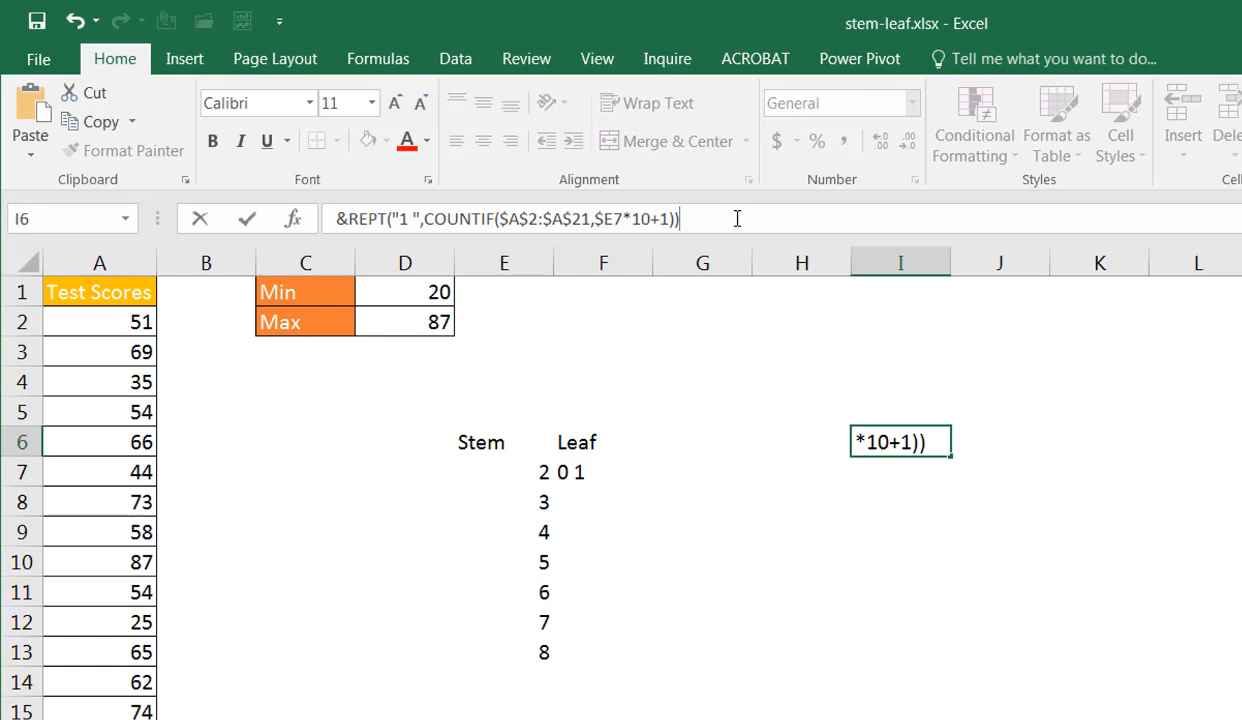 stem-leaf.xlsx - Excel
File Home Insert Page Layout Formulas Data Review View Inquire ACROBAT Power Pivot Tell me what you want to do...
Paste
Cut
Copy
Format Painter
Clipboard
Calibri 11 A A
B I U A
Font
Wrap Text
Merge & Center
Alignment
General
$ % , .0 .00 .00 .0
Number
Conditional Formatting
Format as Table
Cell Styles
Styles
Insert
I6 fx &REPT("1 ",COUNTIF($A$2:$A$21,$E7*10+1))
A B C D E F G H I J K L
1 Test Scores Min 20
2 51 Max 87
3 69
4 35
5 54
6 66 Stem Leaf *10+1))
7 44 2 0 1
8 73 3
9 58 4
10 87 5
11 54 6
12 25 7
13 65 8
14 62
15 74